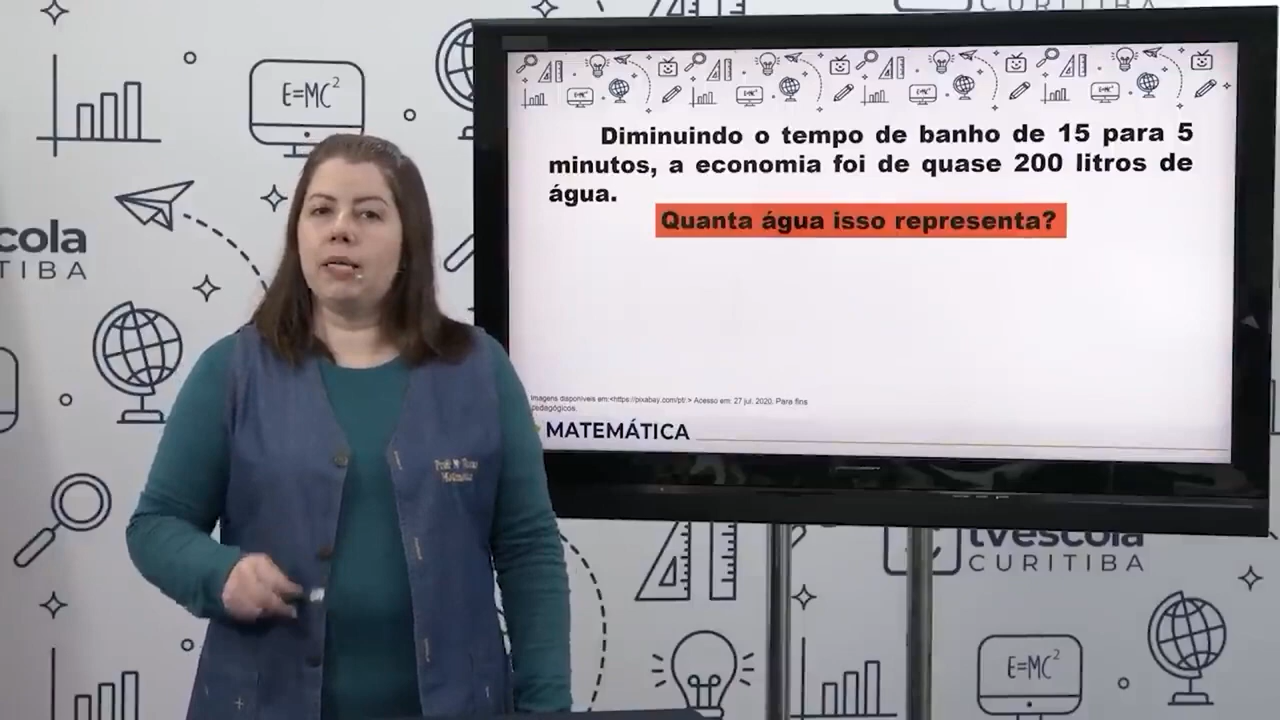 CURITIBA
E=MC²
cola
TIBA
Diminuindo o tempo de banho de 15 para 5
minutos, a economia foi de quase 200 litros de
água.
Quanta água isso representa?
Imagens disponíveis em:<https://pixabay.com/pt/.> Acesso em: 27 jul. 2020. Para fins
pedagógicos.
MATEMÁTICA
tvescola
CURITIBA
E=MC²